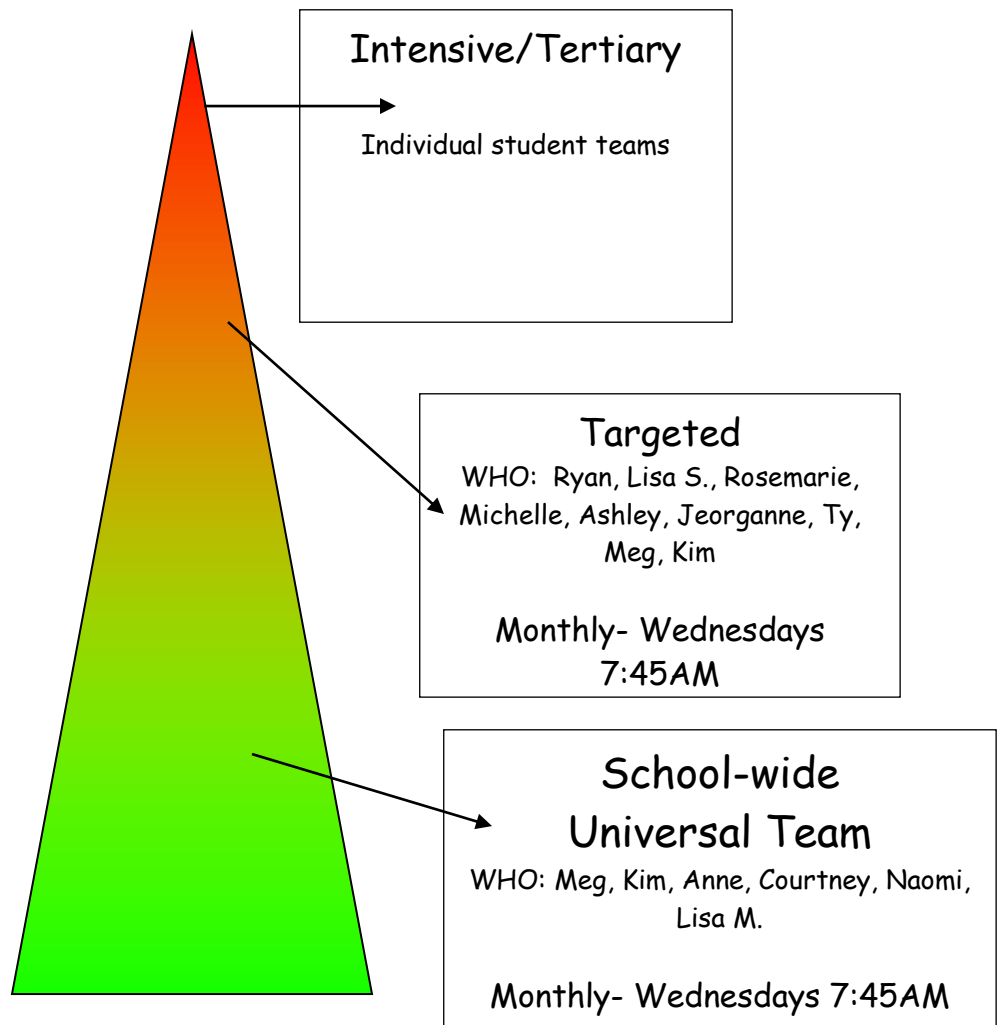 Intensive/Tertiary
Individual student teams
Targeted
WHO:  Ryan, Lisa S., Rosemarie,
Michelle, Ashley, Jeorganne, Ty,
Meg, Kim
Monthly- Wednesdays
7:45AM
School-wide
Universal Team
WHO: Meg, Kim, Anne, Courtney, Naomi,
Lisa M.
Monthly- Wednesdays 7:45AM